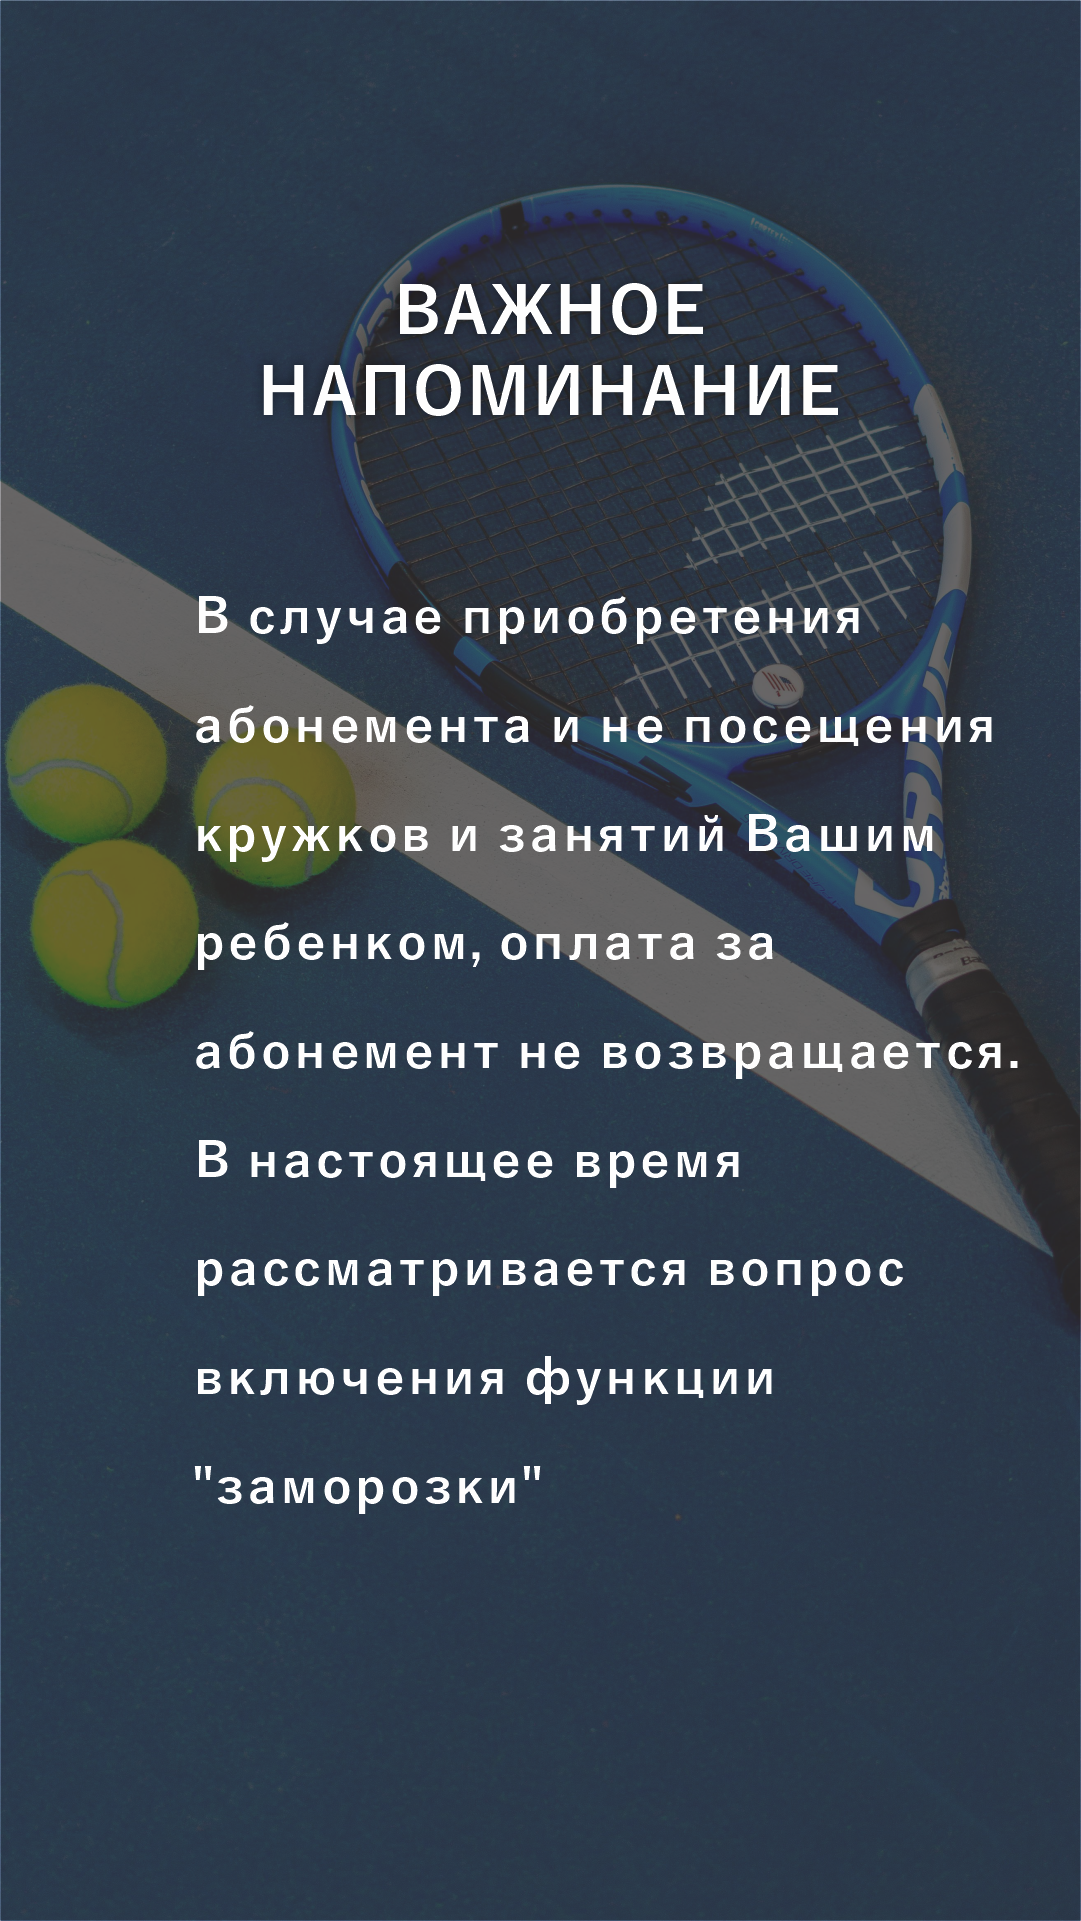 ВАЖНОЕ
НАПОМИНАНИЕ
В случае приобретения
абонемента и не посещения
кружков и занятий Вашим
ребенком, оплата за
абонемент не возвращается.
В настоящее время
рассматривается вопрос
включения функции
"заморозки"